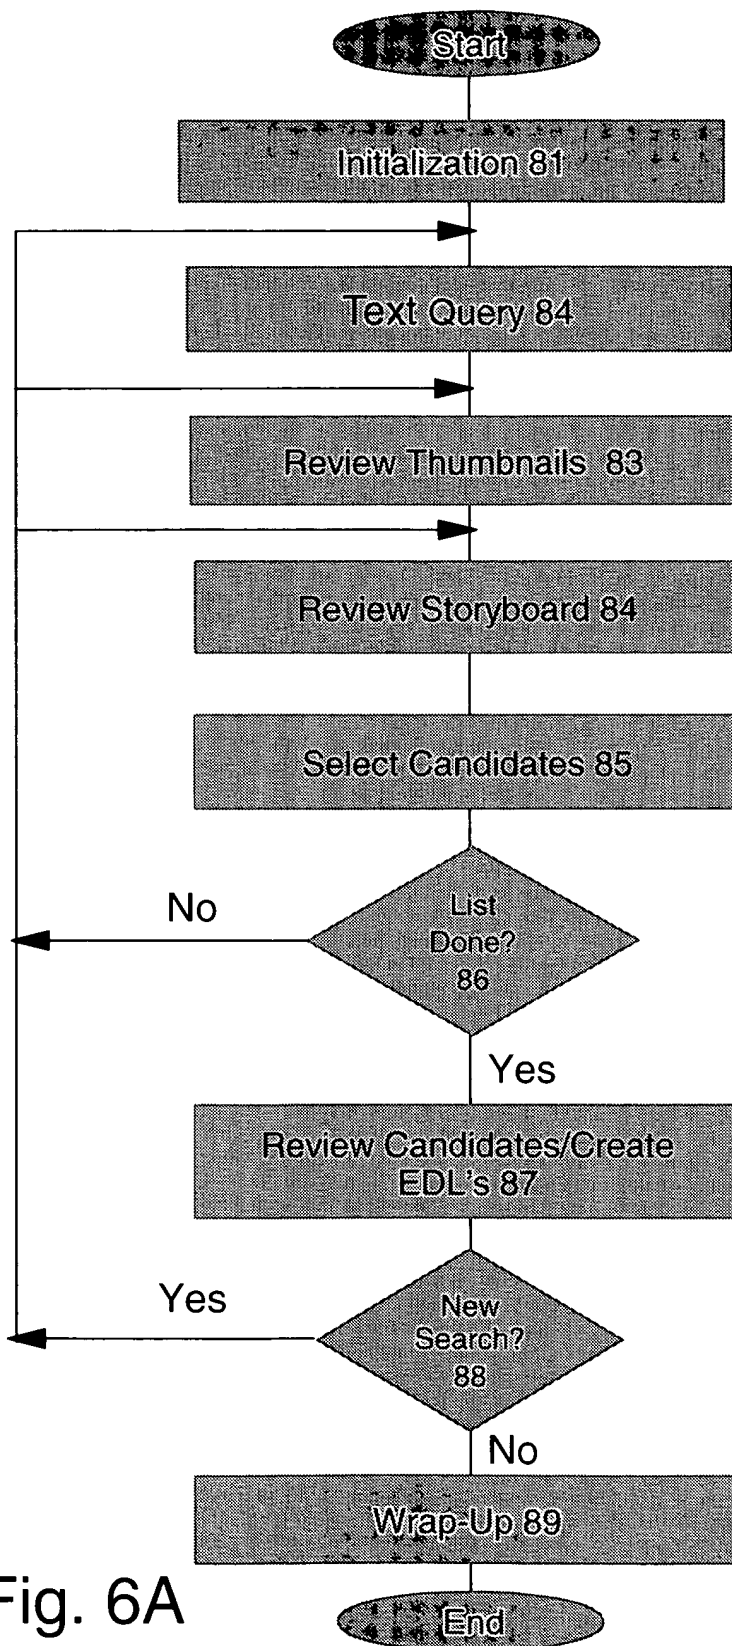 Start
Initialization 81
Text Query 84
Review Thumbnails 83
Review Storyboard 84
Select Candidates 85
No
List
Done?
86
Yes
Review Candidates/Create
EDL's 87
Yes
New
Search?
88
No
Wrap-Up 89
Fig. 6A
End